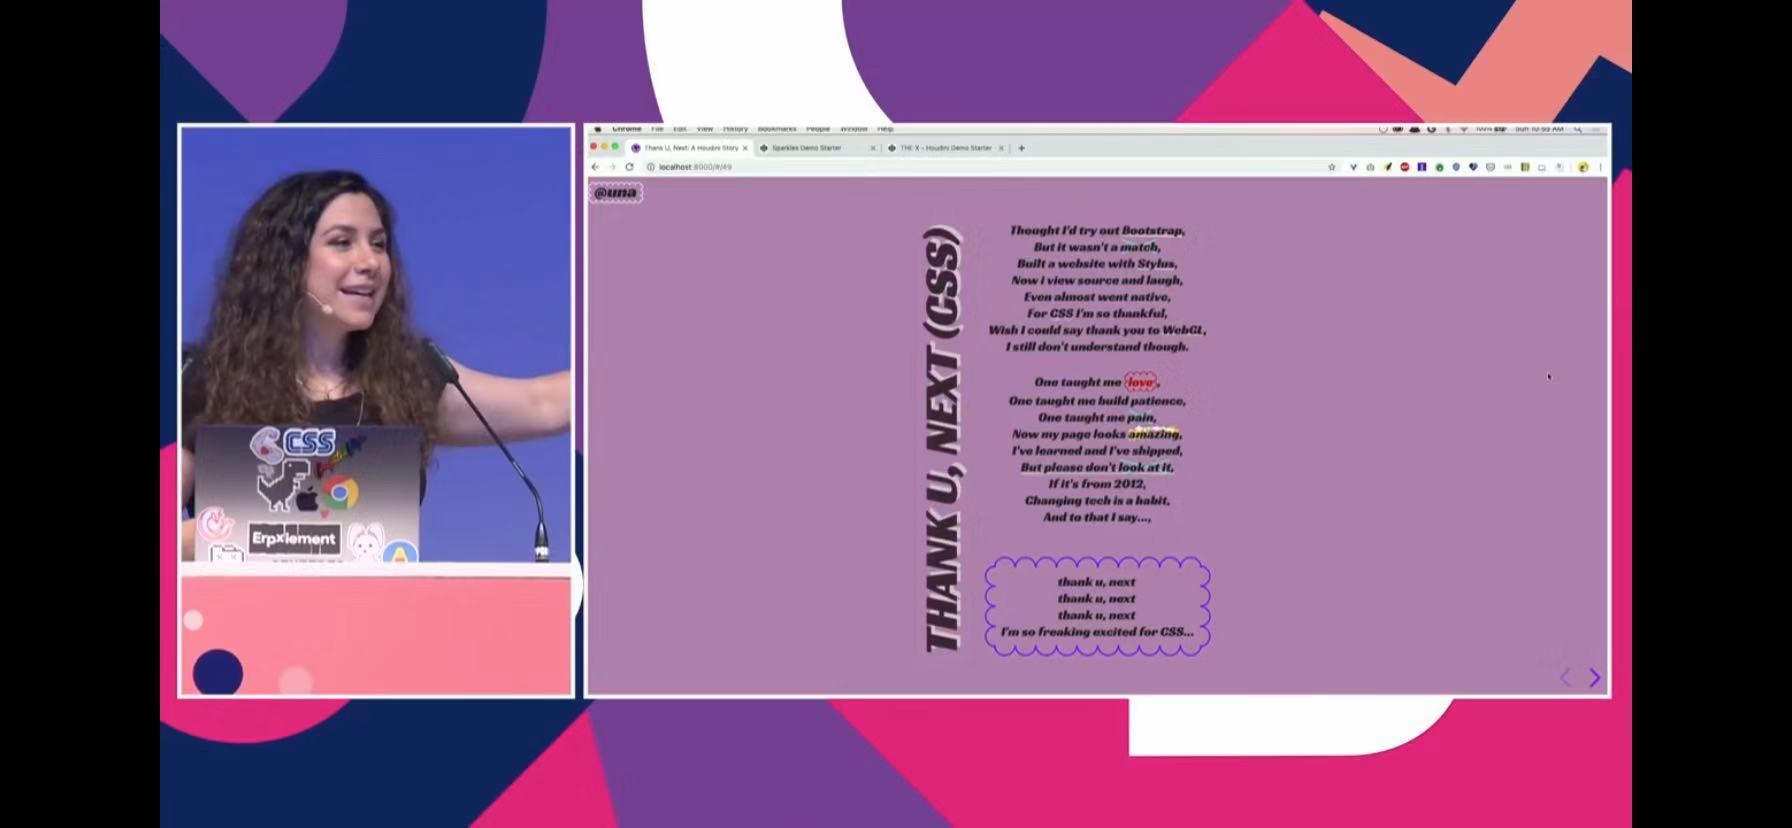 Chrome File Edit View History Bookmarks People Window Help
Thank U, Next: A Houdini Story
Sparkles Demo Starter
THE X - Houdini Demo Starter
localhost:8000/#/49
@una
THANK U, NEXT (CSS)
Thought I'd try out Bootstrap,
But it wasn't a match,
Built a website with Stylus,
Now I view source and laugh,
Even almost went native,
For CSS I'm so thankful,
Wish I could say thank you to WebGL,
I still don't understand though.
One taught me love,
One taught me build patience,
One taught me pain,
Now my page looks amazing,
I've learned and I've shipped,
But please don't look at it,
If it's from 2012,
Changing tech is a habit,
And to that I say...,
thank u, next
thank u, next
thank u, next
I'm so freaking excited for CSS...
CSS
Erpxlement